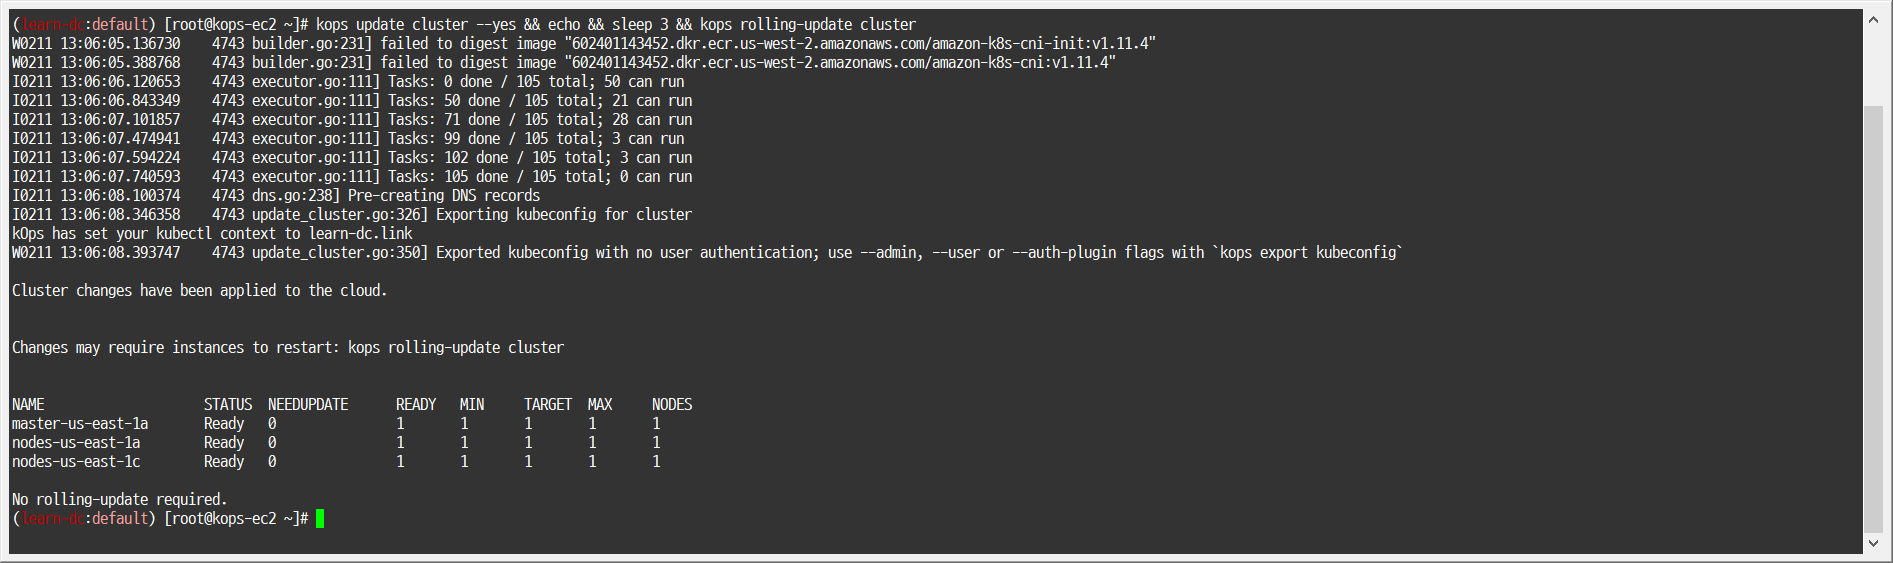 (learn-dc:default) [root@kops-ec2 ~]# kops update cluster --yes && echo && sleep 3 && kops rolling-update cluster
W0211 13:06:05.136730    4743 builder.go:231] failed to digest image "602401143452.dkr.ecr.us-west-2.amazonaws.com/amazon-k8s-cni-init:v1.11.4"
W0211 13:06:05.388768    4743 builder.go:231] failed to digest image "602401143452.dkr.ecr.us-west-2.amazonaws.com/amazon-k8s-cni:v1.11.4"
I0211 13:06:06.120653    4743 executor.go:111] Tasks: 0 done / 105 total; 50 can run
I0211 13:06:06.843349    4743 executor.go:111] Tasks: 50 done / 105 total; 21 can run
I0211 13:06:07.101857    4743 executor.go:111] Tasks: 71 done / 105 total; 28 can run
I0211 13:06:07.474941    4743 executor.go:111] Tasks: 99 done / 105 total; 3 can run
I0211 13:06:07.594224    4743 executor.go:111] Tasks: 102 done / 105 total; 3 can run
I0211 13:06:07.740593    4743 executor.go:111] Tasks: 105 done / 105 total; 0 can run
I0211 13:06:08.100374    4743 dns.go:238] Pre-creating DNS records
I0211 13:06:08.346358    4743 update_cluster.go:326] Exporting kubeconfig for cluster
kOps has set your kubectl context to learn-dc.link
W0211 13:06:08.393747    4743 update_cluster.go:350] Exported kubeconfig with no user authentication; use --admin, --user or --auth-plugin flags with `kops export kubeconfig`
Cluster changes have been applied to the cloud.
Changes may require instances to restart: kops rolling-update cluster
NAME                    STATUS  NEEDUPDATE      READY   MIN     TARGET  MAX     NODES
master-us-east-1a       Ready   0               1       1       1       1       1
nodes-us-east-1a        Ready   0               1       1       1       1       1
nodes-us-east-1c        Ready   0               1       1       1       1       1
No rolling-update required.
(learn-dc:default) [root@kops-ec2 ~]#